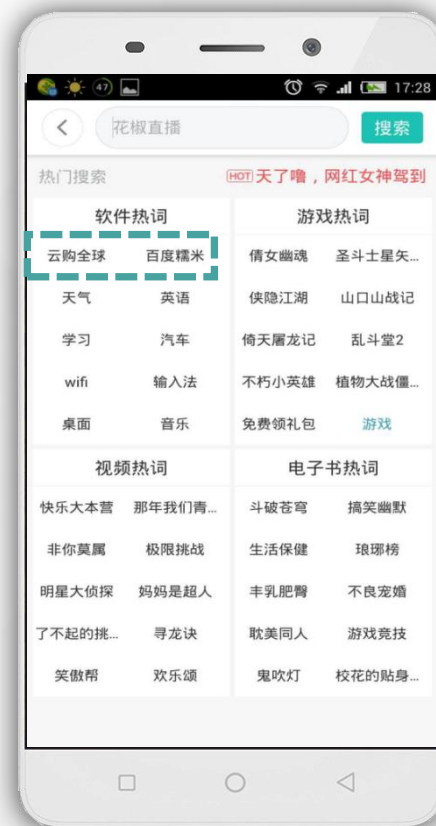 47 17:28
花椒直播 搜索
热门搜索 HOT 天了噜，网红女神驾到
软件热词 游戏热词
云购全球 百度糯米 倩女幽魂 圣斗士星矢...
天气 英语 侠隐江湖 山口山战记
学习 汽车 倚天屠龙记 乱斗堂2
wifi 输入法 不朽小英雄 植物大战僵...
桌面 音乐 免费领礼包 游戏
视频热词 电子书热词
快乐大本营 那年我们青... 斗破苍穹 搞笑幽默
非你莫属 极限挑战 生活保健 琅琊榜
明星大侦探 妈妈是超人 丰乳肥臀 不良宠婚
了不起的挑... 寻龙诀 耽美同人 游戏竞技
笑傲帮 欢乐颂 鬼吹灯 校花的贴身...